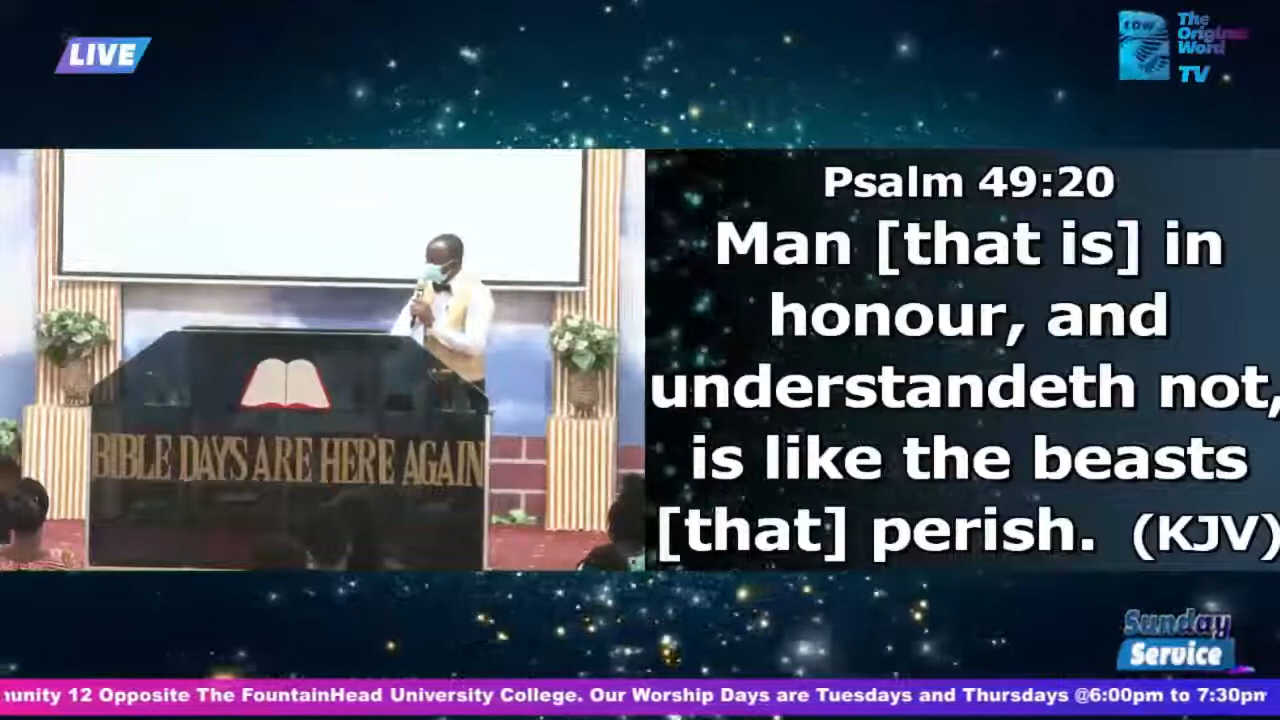 LIVE
TOW
The
Original
Word
TV
Psalm 49:20
Man [that is] in
honour, and
understandeth not,
is like the beasts
[that] perish. (KJV)
BIBLE DAYS ARE HERE AGAIN
Sunday
Service
unity 12 Opposite The FountainHead University College. Our Worship Days are Tuesdays and Thursdays @6:00pm to 7:30pm